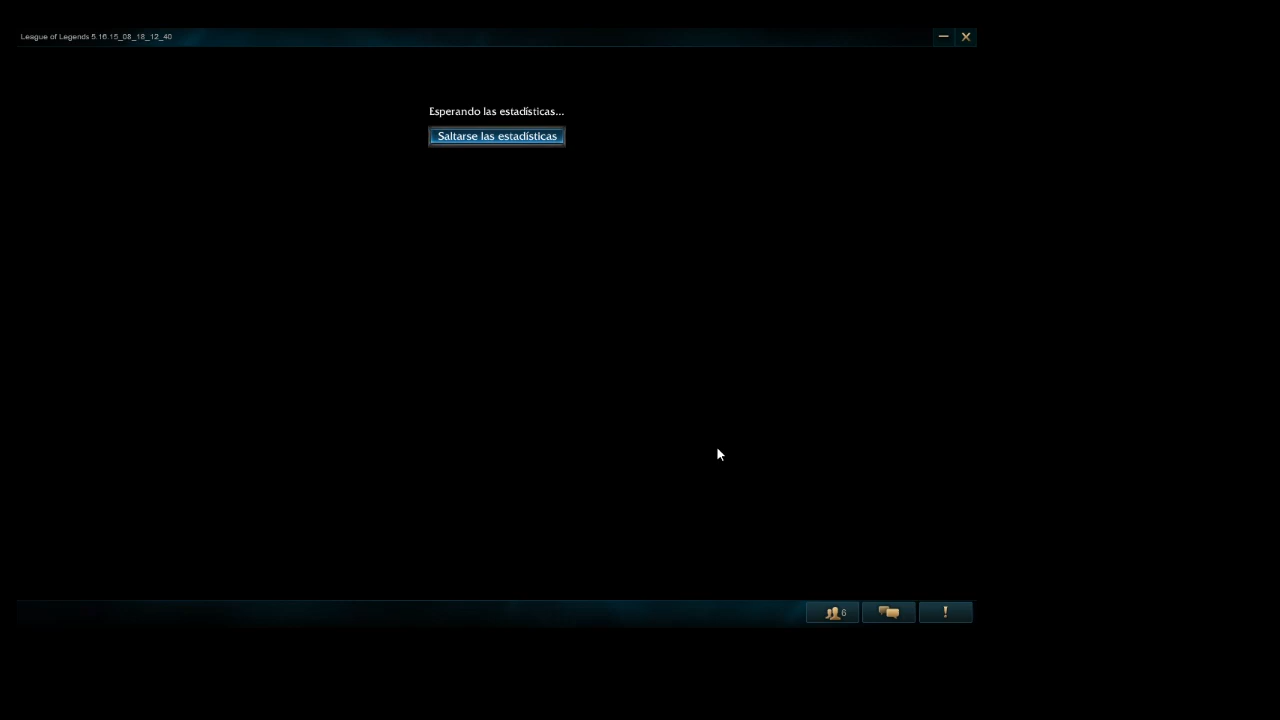 League of Legends 5.16.15_08_18_12_40
Esperando las estadísticas...
Saltarse las estadísticas
6